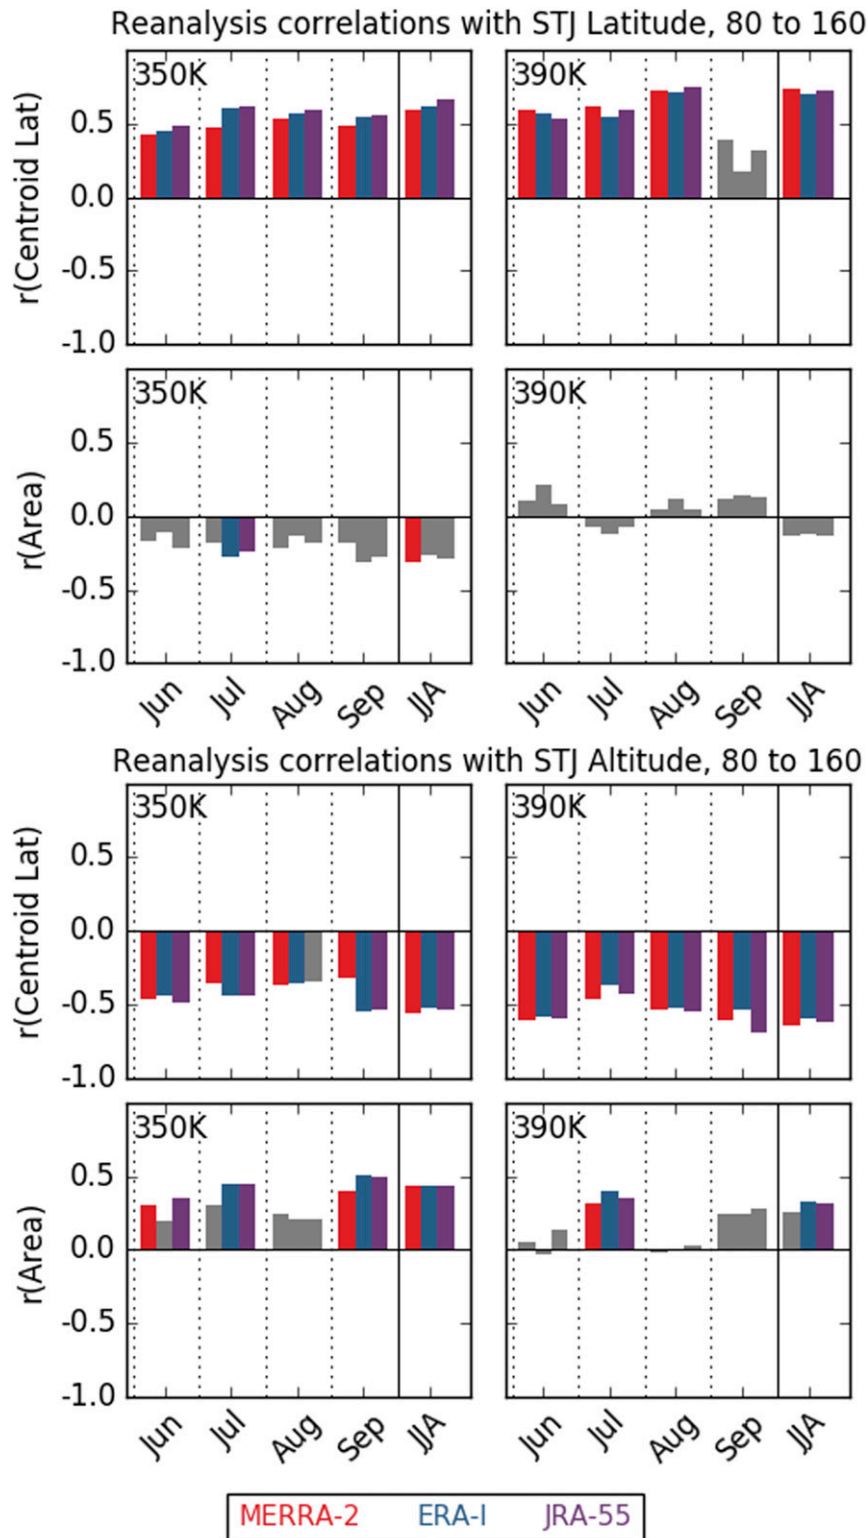 Reanalysis correlations with STJ Latitude, 80 to 160
r(Centroid Lat)
0.5
0.0
-0.5
-1.0
350K
390K
r(Area)
0.5
0.0
-0.5
-1.0
350K
390K
Jun Jul Aug Sep JJA
Jun Jul Aug Sep JJA
Reanalysis correlations with STJ Altitude, 80 to 160
r(Centroid Lat)
0.5
0.0
-0.5
-1.0
350K
390K
r(Area)
0.5
0.0
-0.5
-1.0
350K
390K
Jun Jul Aug Sep JJA
Jun Jul Aug Sep JJA
MERRA-2 ERA-I JRA-55